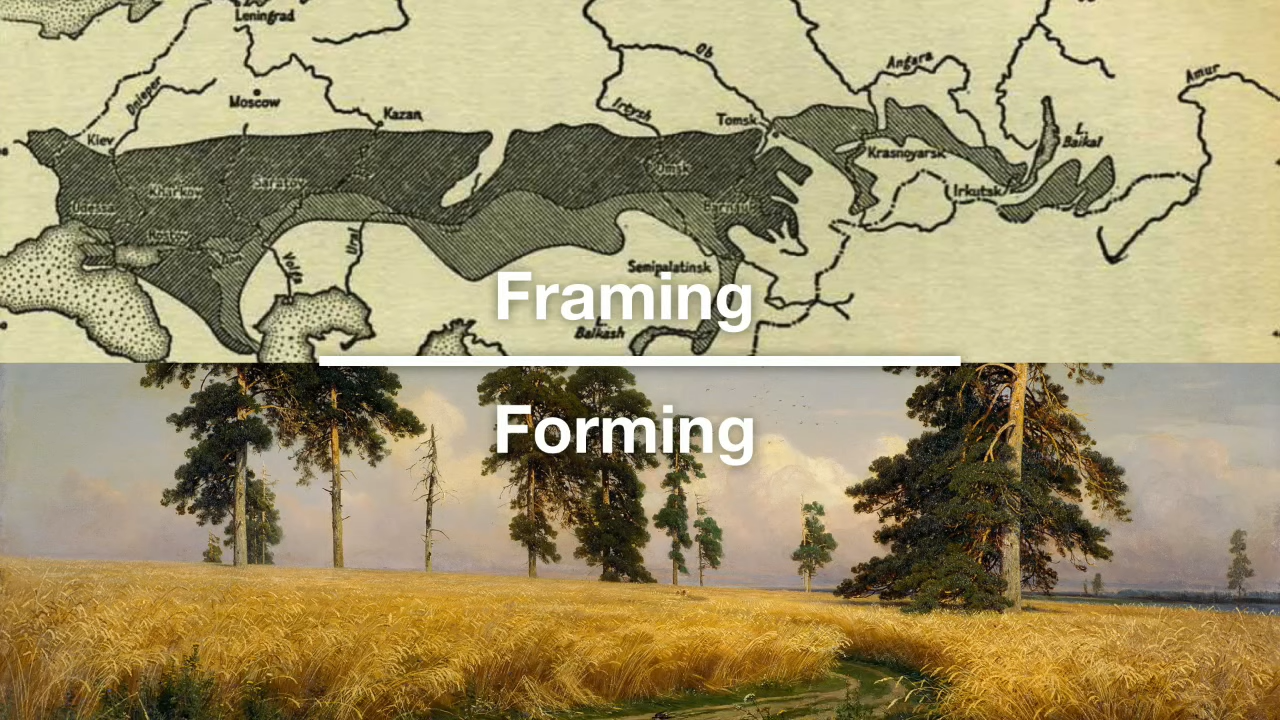 Leningrad
Ob
Angara
Amur
Dnieper
Moscow
Kazan
Irtysh
Tomsk
Kiev
L.
Baikal
Krasnoyarsk
Omsk
Kharkov
Saratov
Irkutsk
Odessa
Barnaul
Rostov
Volga
Ural
Semipalatinsk
Framing
L.
Balkash
Forming